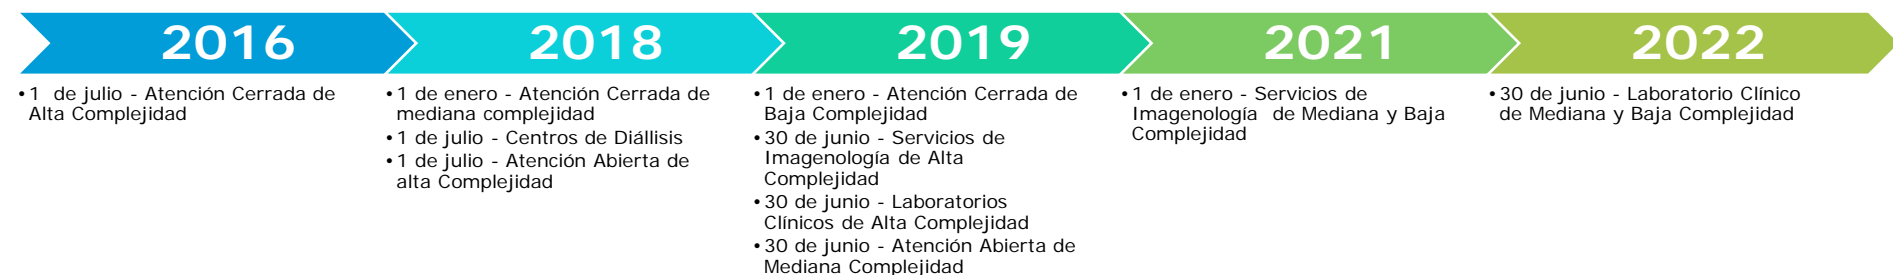 2016
• 1 de julio - Atención Cerrada de
Alta Complejidad
2018
• 1 de enero - Atención Cerrada de
mediana complejidad
• 1 de julio - Centros de Diállisis
• 1 de julio - Atención Abierta de
alta Complejidad
2019
• 1 de enero - Atención Cerrada de
Baja Complejidad
• 30 de junio - Servicios de
Imagenología de Alta
Complejidad
• 30 de junio - Laboratorios
Clínicos de Alta Complejidad
• 30 de junio - Atención Abierta de
Mediana Complejidad
2021
• 1 de enero - Servicios de
Imagenología de Mediana y Baja
Complejidad
2022
• 30 de junio - Laboratorio Clínico
de Mediana y Baja Complejidad